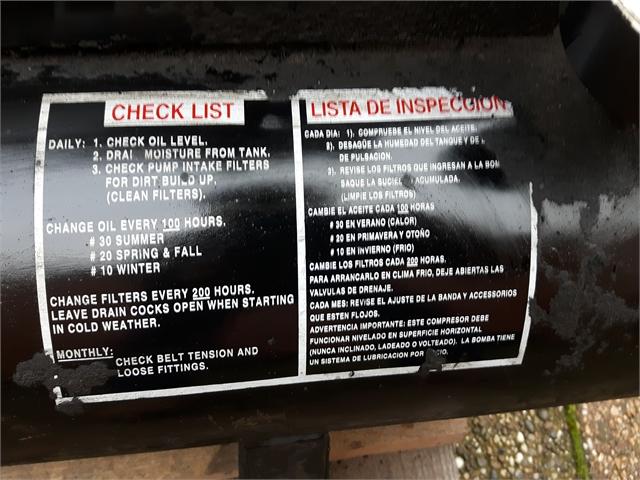 CHECK LIST
DAILY: 1. CHECK OIL LEVEL.
2. DRAI MOISTURE FROM TANK.
3. CHECK PUMP INTAKE FILTERS
FOR DIRT BUILD UP,
(CLEAN FILTERS).
CHANGE OIL EVERY 100 HOURS.
# 30 SUMMER
# 20 SPRING & FALL
# 10 WINTER
CHANGE FILTERS EVERY 200 HOURS.
LEAVE DRAIN COCKS OPEN WHEN STARTING
IN COLD WEATHER.
MONTHLY: CHECK BELT TENSION AND
LOOSE FITTINGS.
LISTA DE INSPECCION
CADA DIA: 1). COMPRUEBE EL NIVEL DEL ACEITE.
2). DESAGÜE LA HUMEDAD DEL TANQUE Y DE
DE PULSACION.
3). REVISE LOS FILTROS QUE INGRESAN A LA BOM
SAQUE LA ACUMULADA.
(LIMPIE LOS FILTROS)
CAMBIE EL ACEITE CADA 100 HORAS
# 30 EN VERANO (CALOR)
# 20 EN PRIMAVERA Y OTOÑO
# 10 EN INVIERNO (FRIO)
CAMBIE LOS FILTROS CADA 200 HORAS.
PARA ARRANCARLO EN CLIMA FRIO, DEJE ABIERTAS LAS
VALVULAS DE DRENAJE.
CADA MES: REVISE EL AJUSTE DE LA BANDA Y ACCESSORIOS
QUE ESTEN FLOJOS.
ADVERTENCIA IMPORTANTE: ESTE COMPRESOR DEBE
FUNCIONAR NIVELADO EN SUPERFICIE HORIZONTAL
(NUNCA INCLINADO, LADEADO O VOLTEADO). LA BOMBA TIENE
UN SISTEMA DE LUBRICACION POR